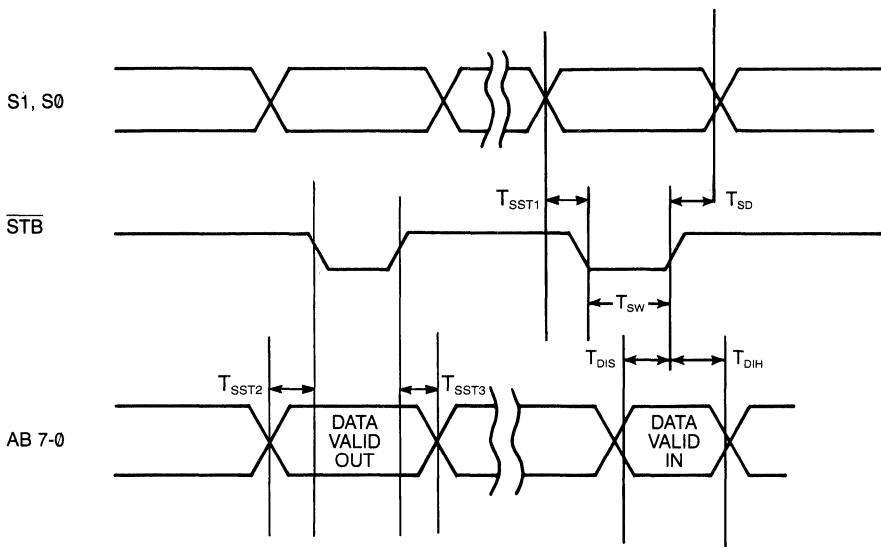 S1, S0
T_SST1
T_SD
STB
T_SW
T_DIS
T_DIH
T_SST2
T_SST3
AB 7-0
DATA
VALID
OUT
DATA
VALID
IN